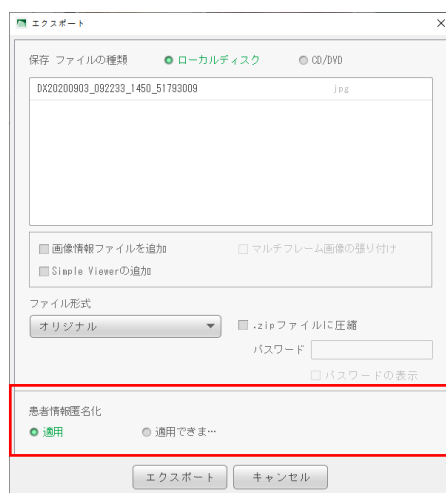 エクスポート
保存 ファイルの種類 ローカルディスク CD/DVD
DX20200903_092233_1450_51793009 jpg
画像情報ファイルを追加 マルチフレーム画像の張り付け
Simple Viewerの追加
ファイル形式
オリジナル .zipファイルに圧縮
パスワード
パスワードの表示
患者情報匿名化
適用 適用できま…
エクスポート キャンセル